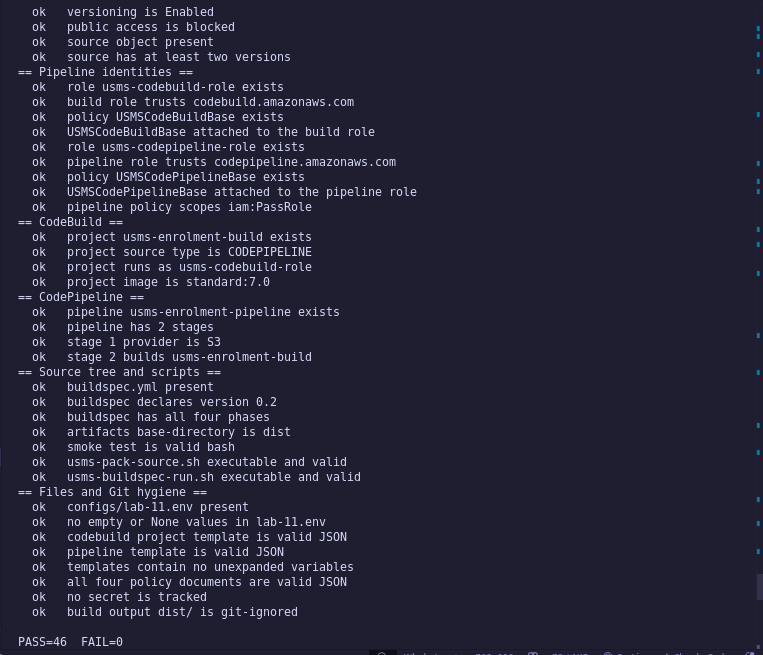 ok versioning is Enabled
ok public access is blocked
ok source object present
ok source has at least two versions
== Pipeline identities ==
ok role usms-codebuild-role exists
ok build role trusts codebuild.amazonaws.com
ok policy USMSCodeBuildBase exists
ok USMSCodeBuildBase attached to the build role
ok role usms-codepipeline-role exists
ok pipeline role trusts codepipeline.amazonaws.com
ok policy USMSCodePipelineBase exists
ok USMSCodePipelineBase attached to the pipeline role
ok pipeline policy scopes iam:PassRole
== CodeBuild ==
ok project usms-enrolment-build exists
ok project source type is CODEPIPELINE
ok project runs as usms-codebuild-role
ok project image is standard:7.0
== CodePipeline ==
ok pipeline usms-enrolment-pipeline exists
ok pipeline has 2 stages
ok stage 1 provider is S3
ok stage 2 builds usms-enrolment-build
== Source tree and scripts ==
ok buildspec.yml present
ok buildspec declares version 0.2
ok buildspec has all four phases
ok artifacts base-directory is dist
ok smoke test is valid bash
ok usms-pack-source.sh executable and valid
ok usms-buildspec-run.sh executable and valid
== Files and Git hygiene ==
ok configs/lab-11.env present
ok no empty or None values in lab-11.env
ok codebuild project template is valid JSON
ok pipeline template is valid JSON
ok templates contain no unexpanded variables
ok all four policy documents are valid JSON
ok no secret is tracked
ok build output dist/ is git-ignored
PASS=46 FAIL=0